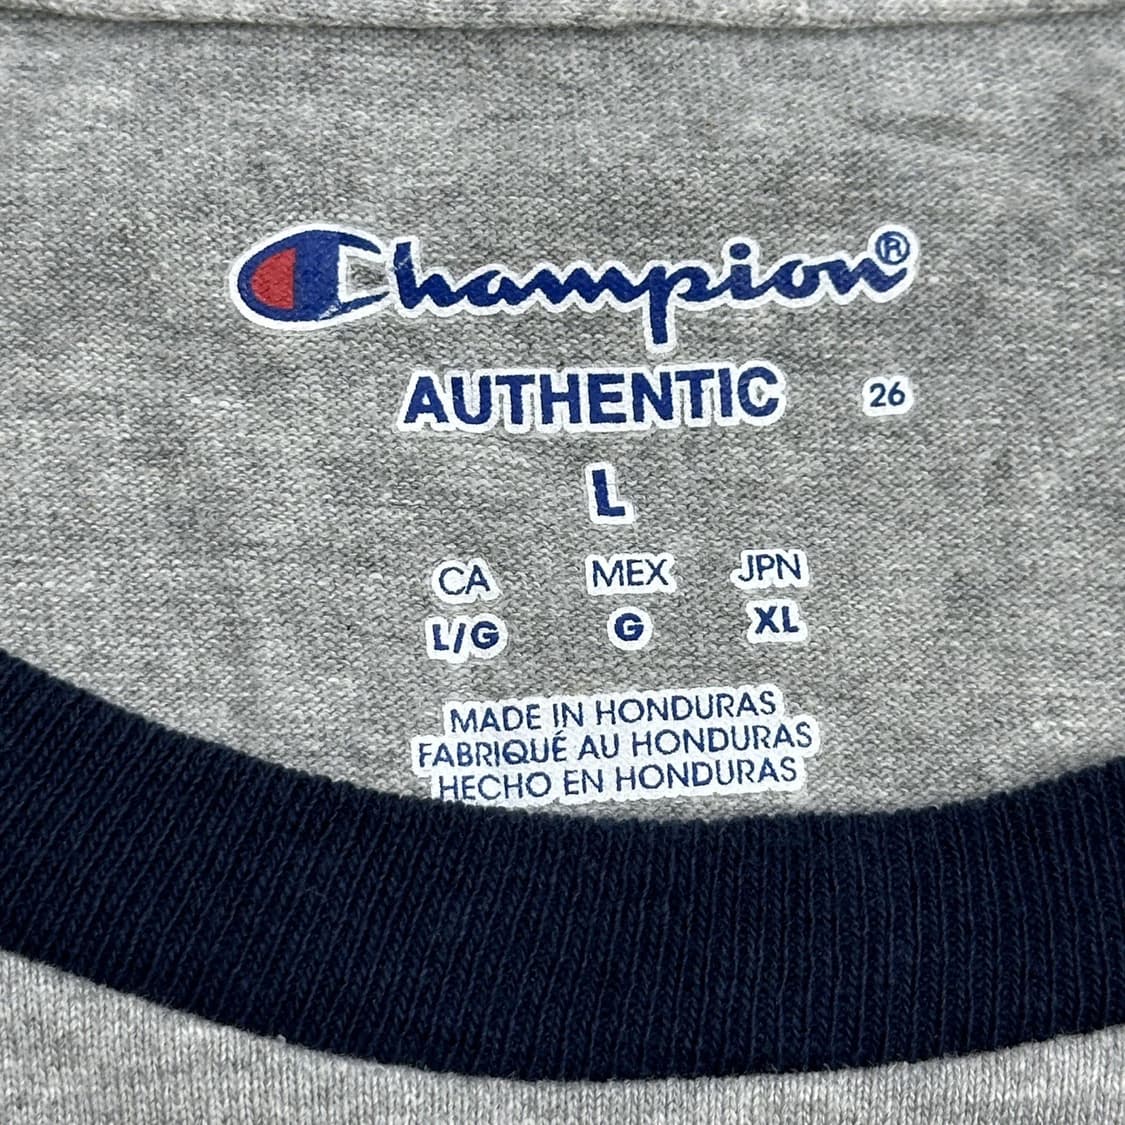 Champion®
AUTHENTIC 26
L
CA MEX JPN
L/G G XL
MADE IN HONDURAS
FABRIQUÉ AU HONDURAS
HECHO EN HONDURAS